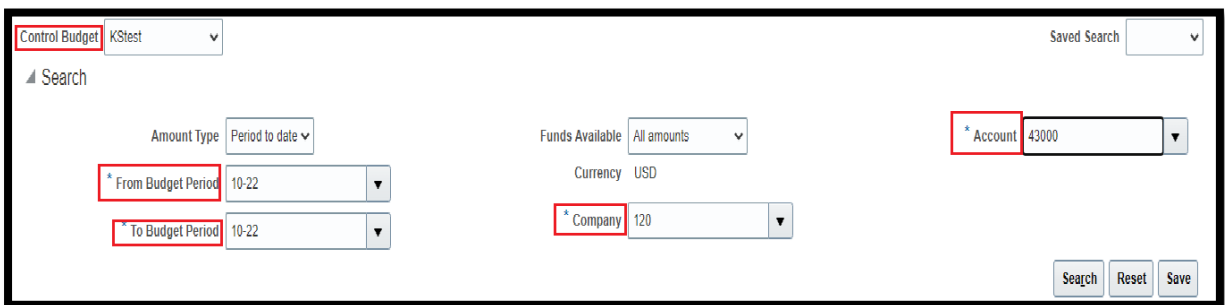 Control Budget KStest Saved Search
Search
Amount Type Period to date Funds Available All amounts * Account 43000
* From Budget Period 10-22 Currency USD
* To Budget Period 10-22 * Company 120
Search Reset Save